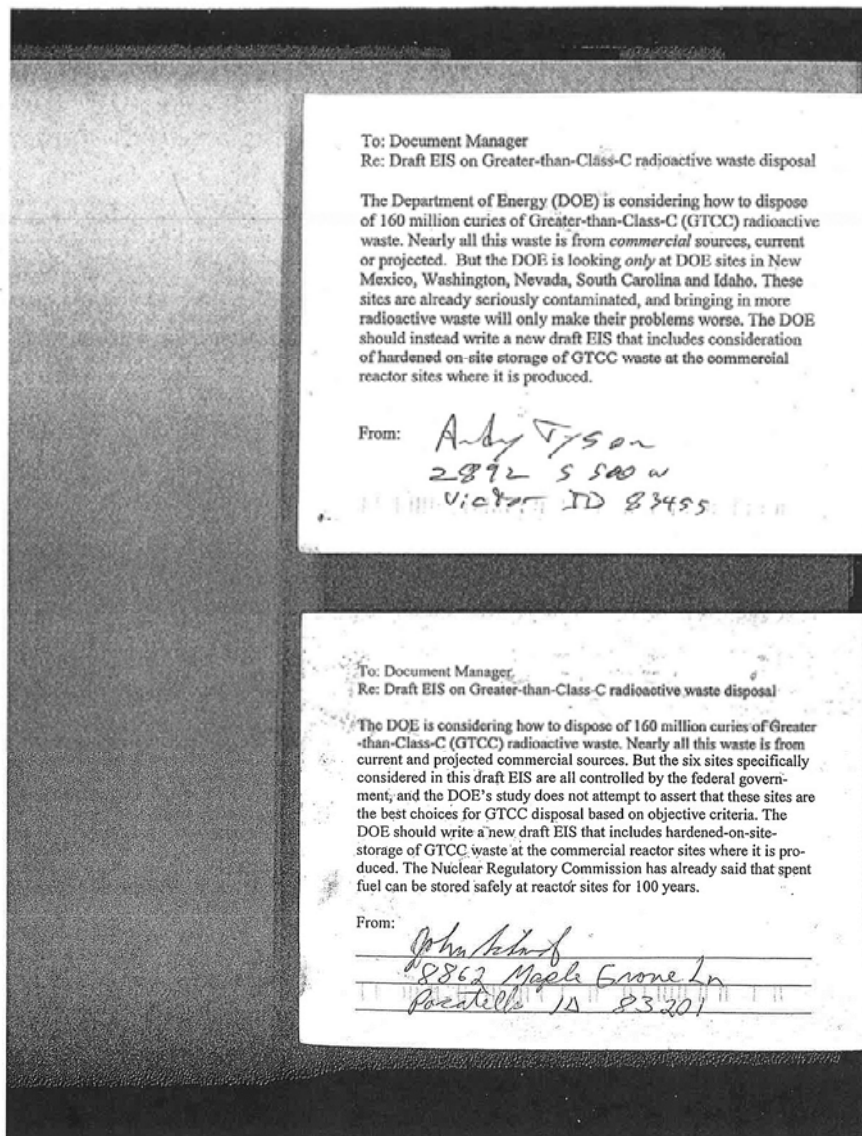 To: Document Manager
Re: Draft EIS on Greater-than-Class-C radioactive waste disposal
The Department of Energy (DOE) is considering how to dispose
of 160 million curies of Greater-than-Class-C (GTCC) radioactive
waste. Nearly all this waste is from commercial sources, current
or projected. But the DOE is looking only at DOE sites in New
Mexico, Washington, Nevada, South Carolina and Idaho. These
sites are already seriously contaminated, and bringing in more
radioactive waste will only make their problems worse. The DOE
should instead write a new draft EIS that includes consideration
of hardened on-site storage of GTCC waste at the commercial
reactor sites where it is produced.
From: Andy Tyson
2892 S 500 W
Victor ID 83455
To: Document Manager
Re: Draft EIS on Greater-than-Class-C radioactive waste disposal
The DOE is considering how to dispose of 160 million curies of Greater
-than-Class-C (GTCC) radioactive waste. Nearly all this waste is from
current and projected commercial sources. But the six sites specifically
considered in this draft EIS are all controlled by the federal govern-
ment, and the DOE's study does not attempt to assert that these sites are
the best choices for GTCC disposal based on objective criteria. The
DOE should write a new draft EIS that includes hardened-on-site-
storage of GTCC waste at the commercial reactor sites where it is pro-
duced. The Nuclear Regulatory Commission has already said that spent
fuel can be stored safely at reactor sites for 100 years.
From:
John
8862 Maple Grove Ln
Pocatello ID 83201